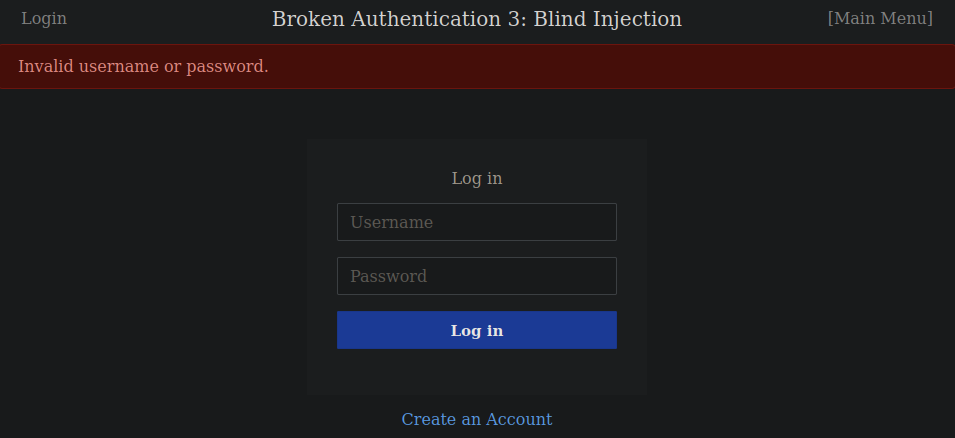 Login
Broken Authentication 3: Blind Injection
[Main Menu]
Invalid username or password.
Log in
Username
Password
Log in
Create an Account